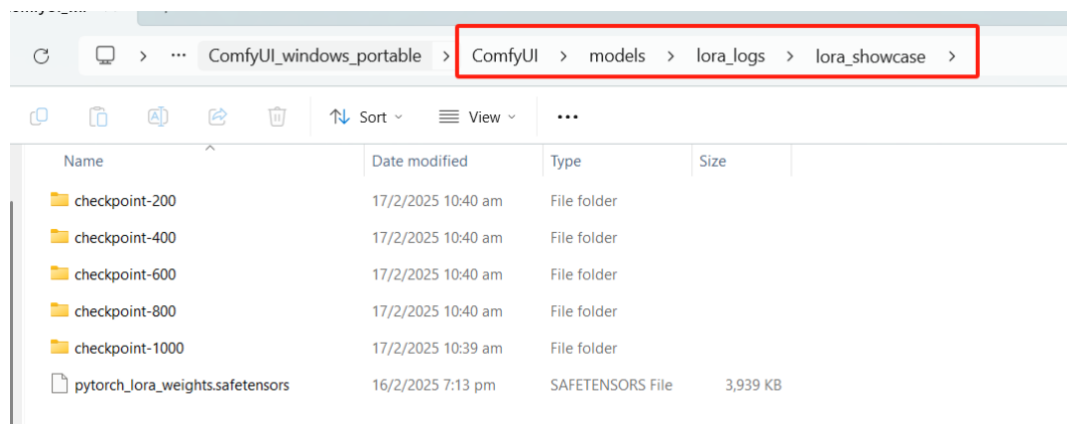 ComfyUI_windows_portable > ComfyUI > models > lora_logs > lora_showcase >
Sort View
Name Date modified Type Size
checkpoint-200 17/2/2025 10:40 am File folder
checkpoint-400 17/2/2025 10:40 am File folder
checkpoint-600 17/2/2025 10:40 am File folder
checkpoint-800 17/2/2025 10:40 am File folder
checkpoint-1000 17/2/2025 10:39 am File folder
pytorch_lora_weights.safetensors 16/2/2025 7:13 pm SAFETENSORS File 3,939 KB